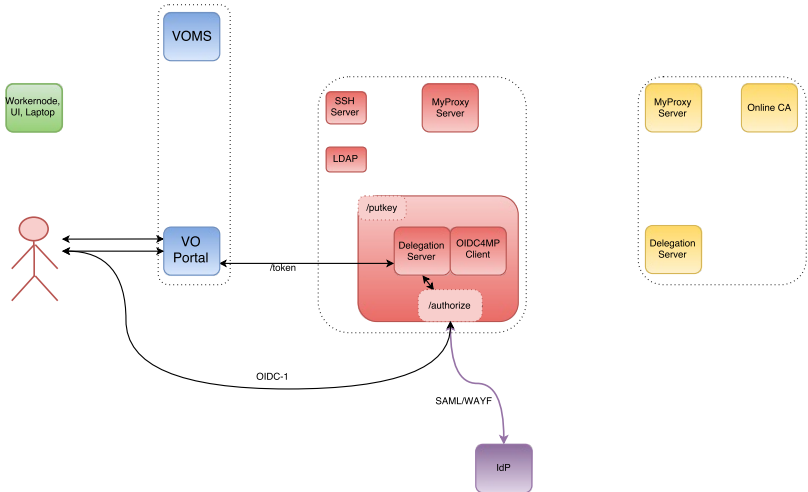 VOMS
Workernode,
UI, Laptop
SSH
Server
MyProxy
Server
MyProxy
Server
Online CA
LDAP
/putkey
VO
Portal
Delegation
Server
OIDC4MP
Client
Delegation
Server
/token
/authorize
OIDC-1
SAML/WAYF
IdP